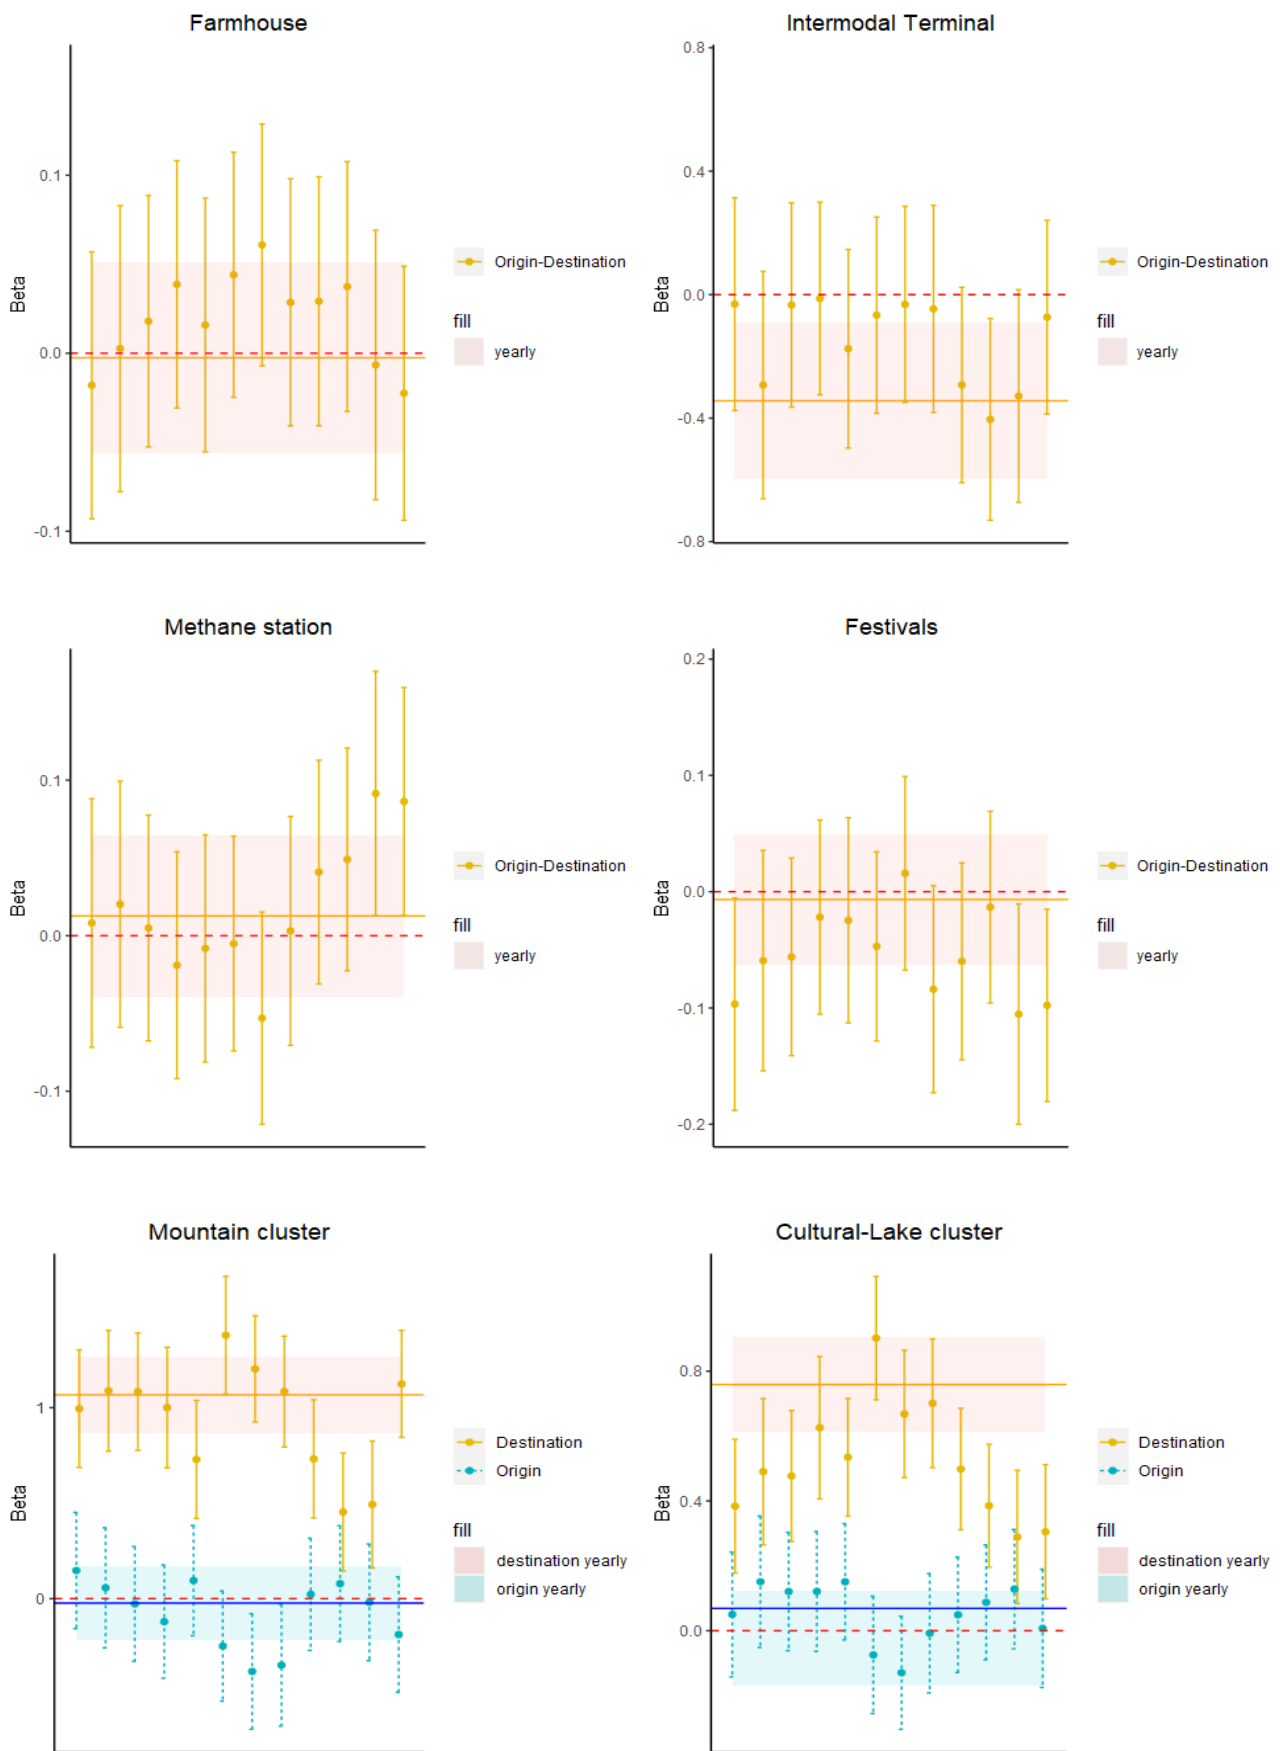 Farmhouse
0.1
0.0
-0.1
Beta
Origin-Destination
fill
yearly
Intermodal Terminal
0.8
0.4
0.0
-0.4
-0.8
Beta
Origin-Destination
fill
yearly
Methane station
0.1
0.0
-0.1
Beta
Origin-Destination
fill
yearly
Festivals
0.2
0.1
0.0
-0.1
-0.2
Beta
Origin-Destination
fill
yearly
Mountain cluster
1
0
Beta
Destination
Origin
fill
destination yearly
origin yearly
Cultural-Lake cluster
0.8
0.4
0.0
Beta
Destination
Origin
fill
destination yearly
origin yearly